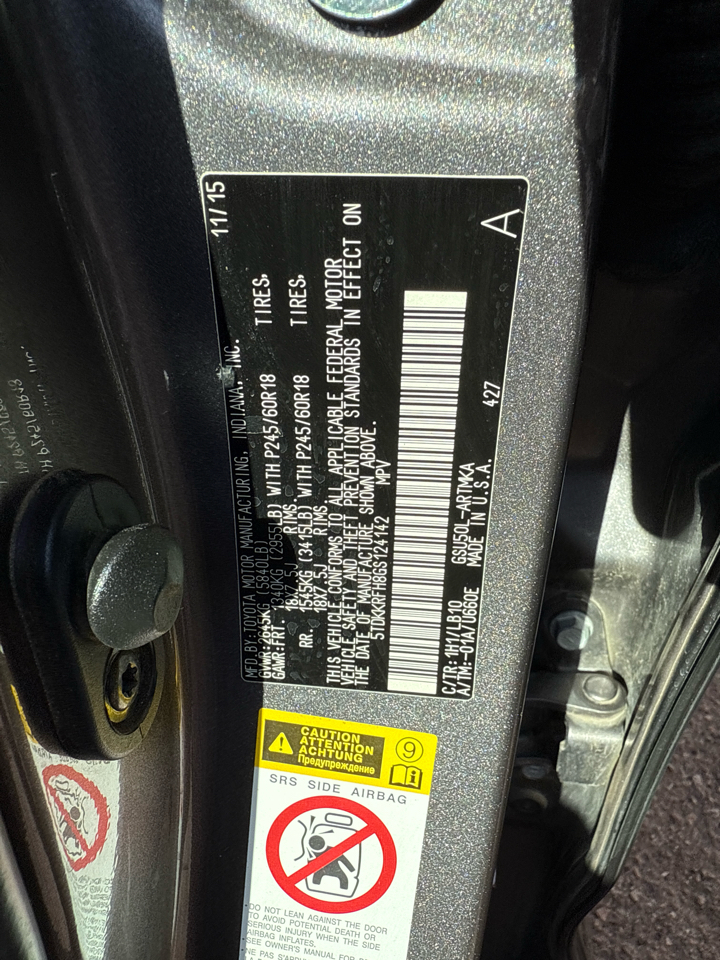 MFD.BY:TOYOTA MOTOR MANUFACTURING, INDIANA, INC. 11/15
GVWR:2645KG (5840LB)
GAWR:FRT. 1340KG (2955LB) WITH P245/60R18 TIRES,
18X7.5J RIMS
RR. 1545KG (3415LB) WITH P245/60R18 TIRES,
18X7.5J RIMS
THIS VEHICLE CONFORMS TO ALL APPLICABLE FEDERAL MOTOR
VEHICLE SAFETY AND THEFT PREVENTION STANDARDS IN EFFECT ON
THE DATE OF MANUFACTURE SHOWN ABOVE.
5TDKKRFH8GS124142 MPV
C/TR:1H1/LB10 GSU50L-ARTMKA 427
A/TM:-01A/U660E MADE IN U.S.A. A
CAUTION
ATTENTION
ACHTUNG
Предупреждение
9
SRS SIDE AIRBAG
DO NOT LEAN AGAINST THE DOOR
TO AVOID POTENTIAL DEATH OR
SERIOUS INJURY WHEN THE SIDE
AIRBAG INFLATES.
SEE OWNER'S MANUAL FOR
NE PAS